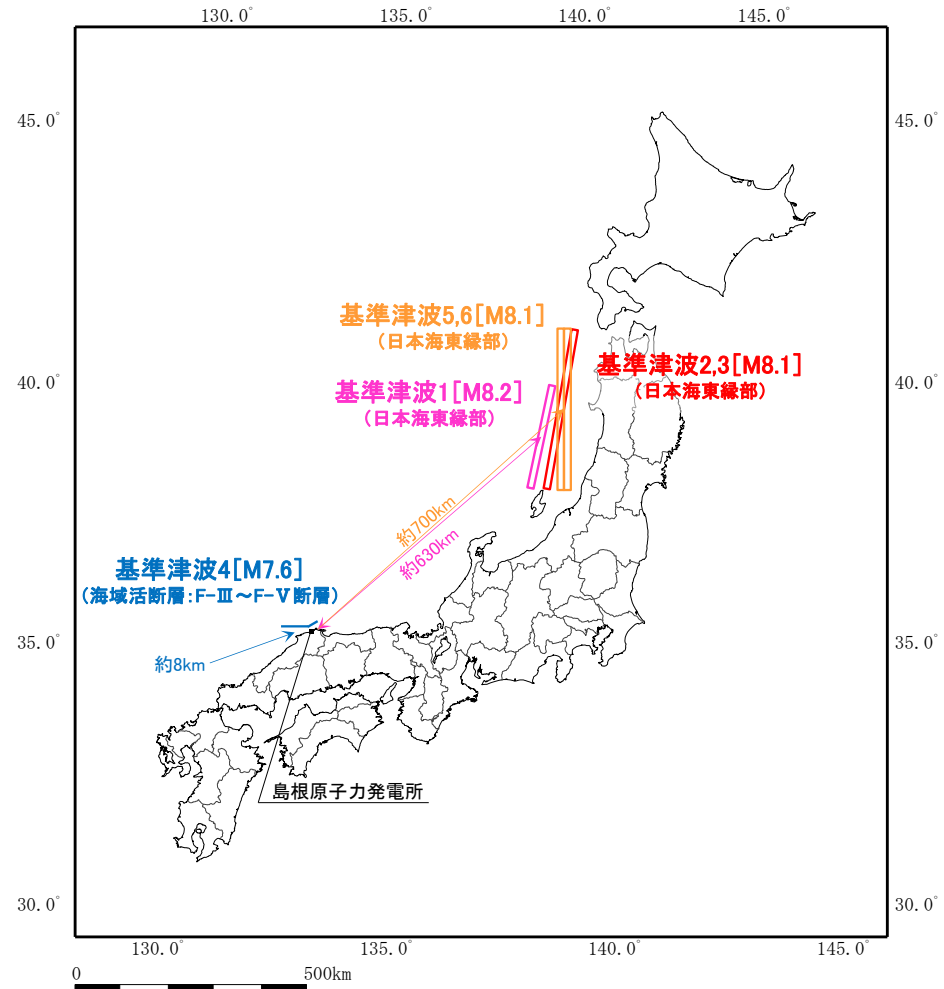 130.0° 135.0° 140.0° 145.0°
45.0° 45.0°
基準津波5,6[M8.1]
(日本海東縁部)
基準津波2,3[M8.1]
(日本海東縁部)
40.0° 40.0°
基準津波1[M8.2]
(日本海東縁部)
約700km
約630km
基準津波4[M7.6]
(海域活断層:F-Ⅲ~F-Ⅴ断層)
35.0° 35.0°
約8km
島根原子力発電所
30.0° 30.0°
130.0° 135.0° 140.0° 145.0°
0 500km